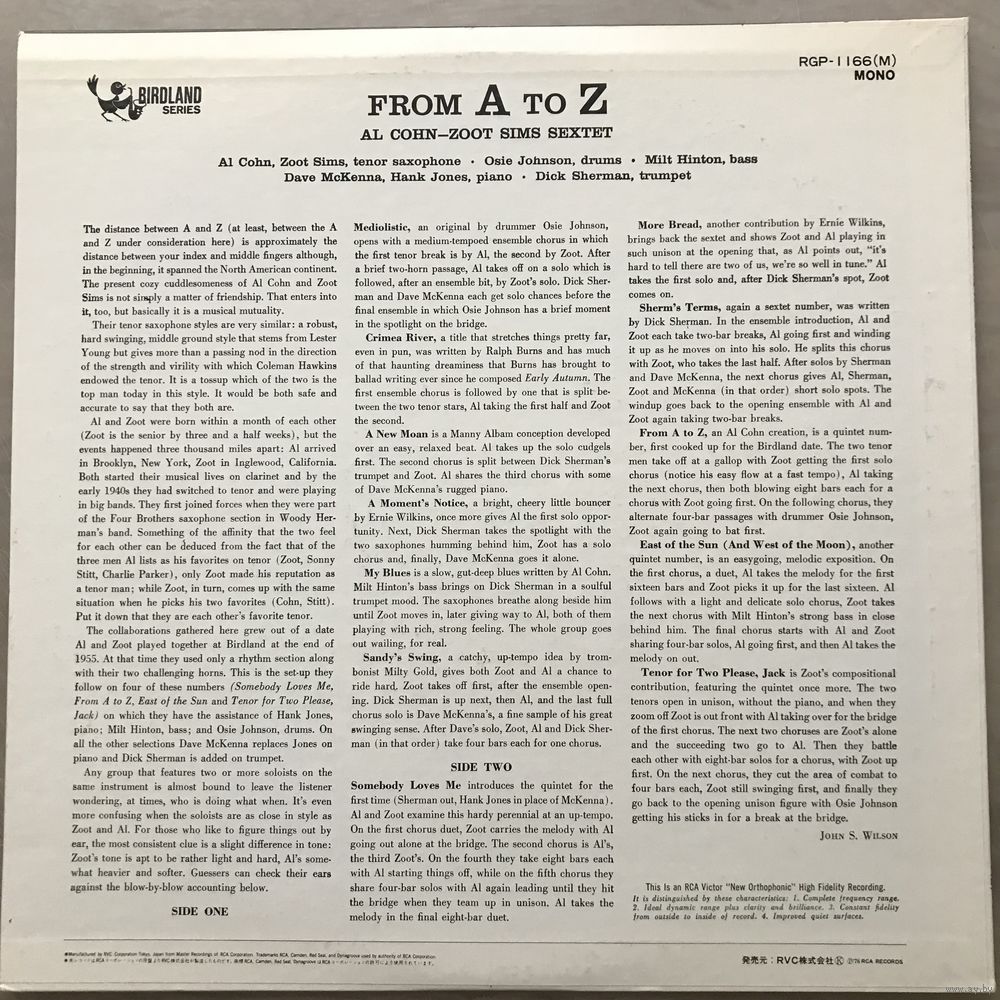 RGP-1166(M)
MONO
BIRDLAND
SERIES
FROM A TO Z
AL COHN—ZOOT SIMS SEXTET
Al Cohn, Zoot Sims, tenor saxophone • Osie Johnson, drums • Milt Hinton, bass
Dave McKenna, Hank Jones, piano • Dick Sherman, trumpet
The distance between A and Z (at least, between the A
and Z under consideration here) is approximately the
distance between your index and middle fingers although,
in the beginning, it spanned the North American continent.
The present cozy cuddlesomeness of Al Cohn and Zoot
Sims is not simply a matter of friendship. That enters into
it, too, but basically it is a musical mutuality.
Their tenor saxophone styles are very similar: a robust,
hard swinging, middle ground style that stems from Lester
Young but gives more than a passing nod in the direction
of the strength and virility with which Coleman Hawkins
endowed the tenor. It is a tossup which of the two is the
top man today in this style. It would be both safe and
accurate to say that they both are.
Al and Zoot were born within a month of each other
(Zoot is the senior by three and a half weeks), but the
events happened three thousand miles apart: Al arrived
in Brooklyn, New York, Zoot in Inglewood, California.
Both started their musical lives on clarinet and by the
early 1940s they had switched to tenor and were playing
in big bands. They first joined forces when they were part
of the Four Brothers saxophone section in Woody Her-
man's band. Something of the affinity that the two feel
for each other can be deduced from the fact that of the
three men Al lists as his favorites on tenor (Zoot, Sonny
Stitt, Charlie Parker), only Zoot made his reputation as
a tenor man; while Zoot, in turn, comes up with the same
situation when he picks his two favorites (Cohn, Stitt).
Put it down that they are each other's favorite tenor.
The collaborations gathered here grew out of a date
Al and Zoot played together at Birdland at the end of
1955. At that time they used only a rhythm section along
with their two challenging horns. This is the set-up they
follow on four of these numbers (Somebody Loves Me,
From A to Z, East of the Sun and Tenor for Two Please,
Jack) on which they have the assistance of Hank Jones,
piano; Milt Hinton, bass; and Osie Johnson, drums. On
all the other selections Dave McKenna replaces Jones on
piano and Dick Sherman is added on trumpet.
Any group that features two or more soloists on the
same instrument is almost bound to leave the listener
wondering, at times, who is doing what when. It's even
more confusing when the soloists are as close in style as
Zoot and Al. For those who like to figure things out by
ear, the most consistent clue is a slight difference in tone:
Zoot's tone is apt to be rather light and hard, Al's some-
what heavier and softer. Guessers can check their ears
against the blow-by-blow accounting below.
SIDE ONE
Mediolistic, an original by drummer Osie Johnson,
opens with a medium-tempoed ensemble chorus in which
the first tenor break is by Al, the second by Zoot. After
a brief two-horn passage, Al takes off on a solo which is
followed, after an ensemble bit, by Zoot's solo. Dick Sher-
man and Dave McKenna each get solo chances before the
final ensemble in which Osie Johnson has a brief moment
in the spotlight on the bridge.
Crimea River, a title that stretches things pretty far,
even in pun, was written by Ralph Burns and has much
of that haunting dreaminess that Burns has brought to
ballad writing ever since he composed Early Autumn. The
first ensemble chorus is followed by one that is split be-
tween the two tenor stars, Al taking the first half and Zoot
the second.
A New Moan is a Manny Albam conception developed
over an easy, relaxed beat. Al takes up the solo cudgels
first. The second chorus is split between Dick Sherman's
trumpet and Zoot. Al shares the third chorus with some
of Dave McKenna's rugged piano.
A Moment's Notice, a bright, cheery little bouncer
by Ernie Wilkins, once more gives Al the first solo oppor-
tunity. Next, Dick Sherman takes the spotlight with the
two saxophones humming behind him, Zoot has a solo
chorus and, finally, Dave McKenna goes it alone.
My Blues is a slow, gut-deep blues written by Al Cohn.
Milt Hinton's bass brings on Dick Sherman in a soulful
trumpet mood. The saxophones breathe along beside him
until Zoot moves in, later giving way to Al, both of them
playing with rich, strong feeling. The whole group goes
out wailing, for real.
Sandy's Swing, a catchy, up-tempo idea by trom-
bonist Milty Gold, gives both Zoot and Al a chance to
ride hard. Zoot takes off first, after the ensemble open-
ing. Dick Sherman is up next, then Al, and the last full
chorus solo is Dave McKenna's, a fine sample of his great
swinging sense. After Dave's solo, Zoot, Al and Dick Sher-
man (in that order) take four bars each for one chorus.
SIDE TWO
Somebody Loves Me introduces the quintet for the
first time (Sherman out, Hank Jones in place of McKenna).
Al and Zoot examine this hardy perennial at an up-tempo.
On the first chorus duet, Zoot carries the melody with Al
going out alone at the bridge. The second chorus is Al's,
the third Zoot's. On the fourth they take eight bars each
with Al starting things off, while on the fifth chorus they
share four-bar solos with Al again leading until they hit
the bridge when they team up in unison. Al takes the
melody in the final eight-bar duet.
More Bread, another contribution by Ernie Wilkins,
brings back the sextet and shows Zoot and Al playing in
such unison at the opening that, as Al points out, "it's
hard to tell there are two of us, we're so well in tune." Al
takes the first solo and, after Dick Sherman's spot, Zoot
comes on.
Sherm's Terms, again a sextet number, was written
by Dick Sherman. In the ensemble introduction, Al and
Zoot each take two-bar breaks, Al going first and winding
it up as he moves on into his solo. He splits this chorus
with Zoot, who takes the last half. After solos by Sherman
and Dave McKenna, the next chorus gives Al, Sherman,
Zoot and McKenna (in that order) short solo spots. The
windup goes back to the opening ensemble with Al and
Zoot again taking two-bar breaks.
From A to Z, an Al Cohn creation, is a quintet num-
ber, first cooked up for the Birdland date. The two tenor
men take off at a gallop with Zoot getting the first solo
chorus (notice his easy flow at a fast tempo), Al taking
the next chorus, then both blowing eight bars each for a
chorus with Zoot going first. On the following chorus, they
alternate four-bar passages with drummer Osie Johnson,
Zoot again going to bat first.
East of the Sun (And West of the Moon), another
quintet number, is an easygoing, melodic exposition. On
the first chorus, a duet, Al takes the melody for the first
sixteen bars and Zoot picks it up for the last sixteen. Al
follows with a light and delicate solo chorus, Zoot takes
the next chorus with Milt Hinton's strong bass in close
behind him. The final chorus starts with Al and Zoot
sharing four-bar solos, Al going first, and then Al takes the
melody on out.
Tenor for Two Please, Jack is Zoot's compositional
contribution, featuring the quintet once more. The two
tenors open in unison, without the piano, and when they
zoom off Zoot is out front with Al taking over for the bridge
of the first chorus. The next two choruses are Zoot's alone
and the succeeding two go to Al. Then they battle
each other with eight-bar solos for a chorus, with Zoot up
first. On the next chorus, they cut the area of combat to
four bars each, Zoot still swinging first, and finally they
go back to the opening unison figure with Osie Johnson
getting his sticks in for a break at the bridge.
JOHN S. WILSON
This Is an RCA Victor "New Orthophonic" High Fidelity Recording.
It is distinguished by these characteristics: 1. Complete frequency range.
2. Ideal dynamic range plus clarity and brilliance. 3. Constant fidelity
from outside to inside of record. 4. Improved quiet surfaces.
Manufactured by RVC Corporation Tokyo, Japan from Master Recordings of RCA Corporation. Trademarks RCA, Camden, Red Seal, and Dynagroove used by authority of RCA Corporation.
発売元：RVC株式会社 Ⓡ Ⓟ'76 RCA RECORDS
www.ay.by